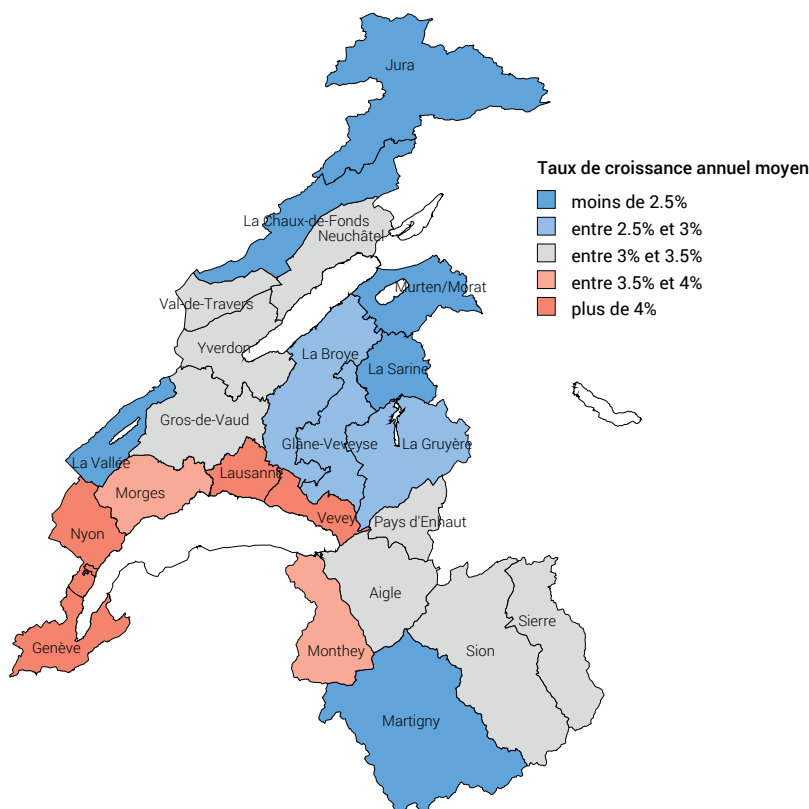 Jura
Taux de croissance annuel moyen
moins de 2.5%
entre 2.5% et 3%
entre 3% et 3.5%
entre 3.5% et 4%
plus de 4%
La Chaux-de-Fonds
Neuchâtel
Murten/Morat
Val-de-Travers
Yverdon
La Broye
La Sarine
Gros-de-Vaud
Glâne-Veveyse
La Gruyère
La Vallée
Lausanne
Morges
Vevey
Pays d'Enhaut
Nyon
Aigle
Sierre
Genève
Monthey
Sion
Martigny